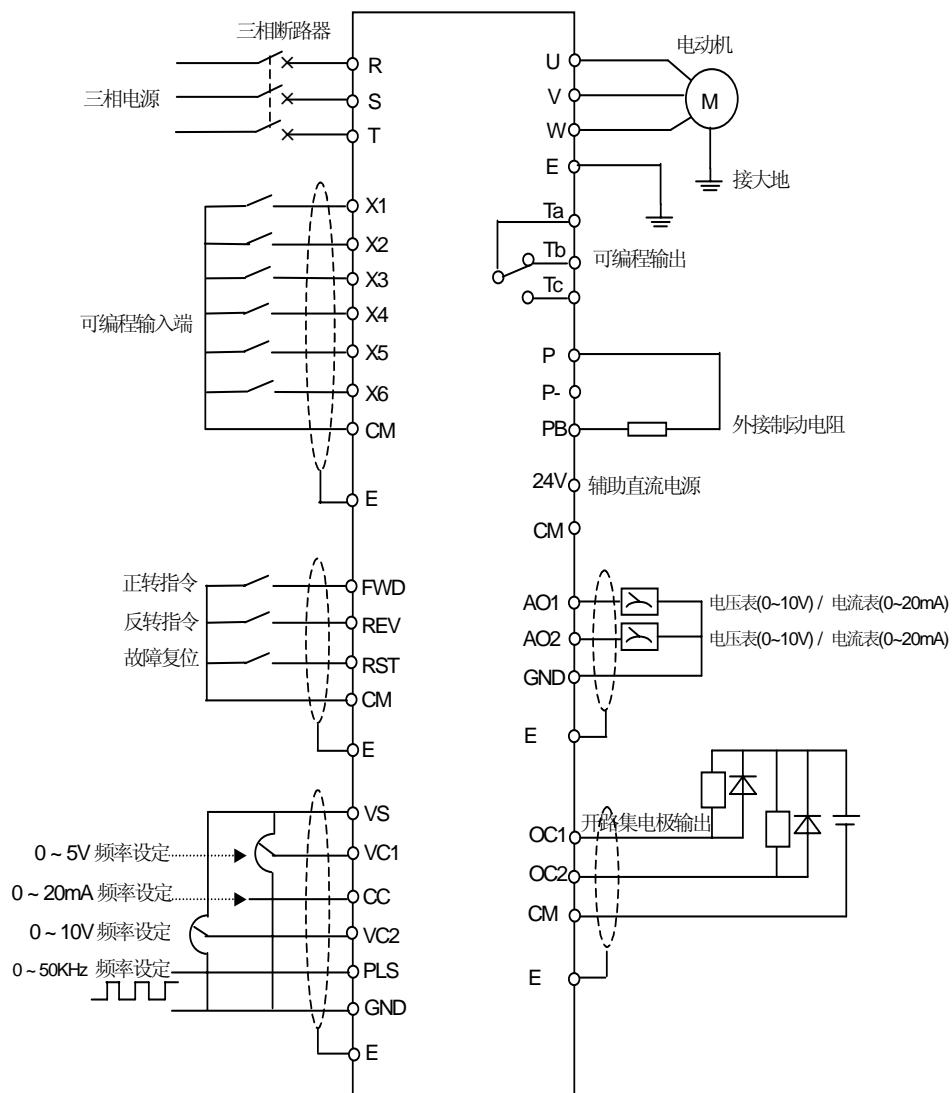 三相断路器
三相电源
R
S
T
X1
X2
X3
X4
X5
X6
CM
E
可编程输入端
正转指令
反转指令
故障复位
FWD
REV
RST
CM
E
VS
0 ~ 5V 频率设定
VC1
0 ~ 20mA 频率设定
CC
0 ~ 10V 频率设定
VC2
0 ~ 50KHz 频率设定
PLS
GND
E
U
V
W
E
电动机
M
接大地
Ta
Tb
Tc
可编程输出
P
P-
PB
外接制动电阻
24V
辅助直流电源
CM
AO1
电压表(0~10V) / 电流表(0~20mA)
AO2
电压表(0~10V) / 电流表(0~20mA)
GND
E
OC1
开路集电极输出
OC2
CM
E